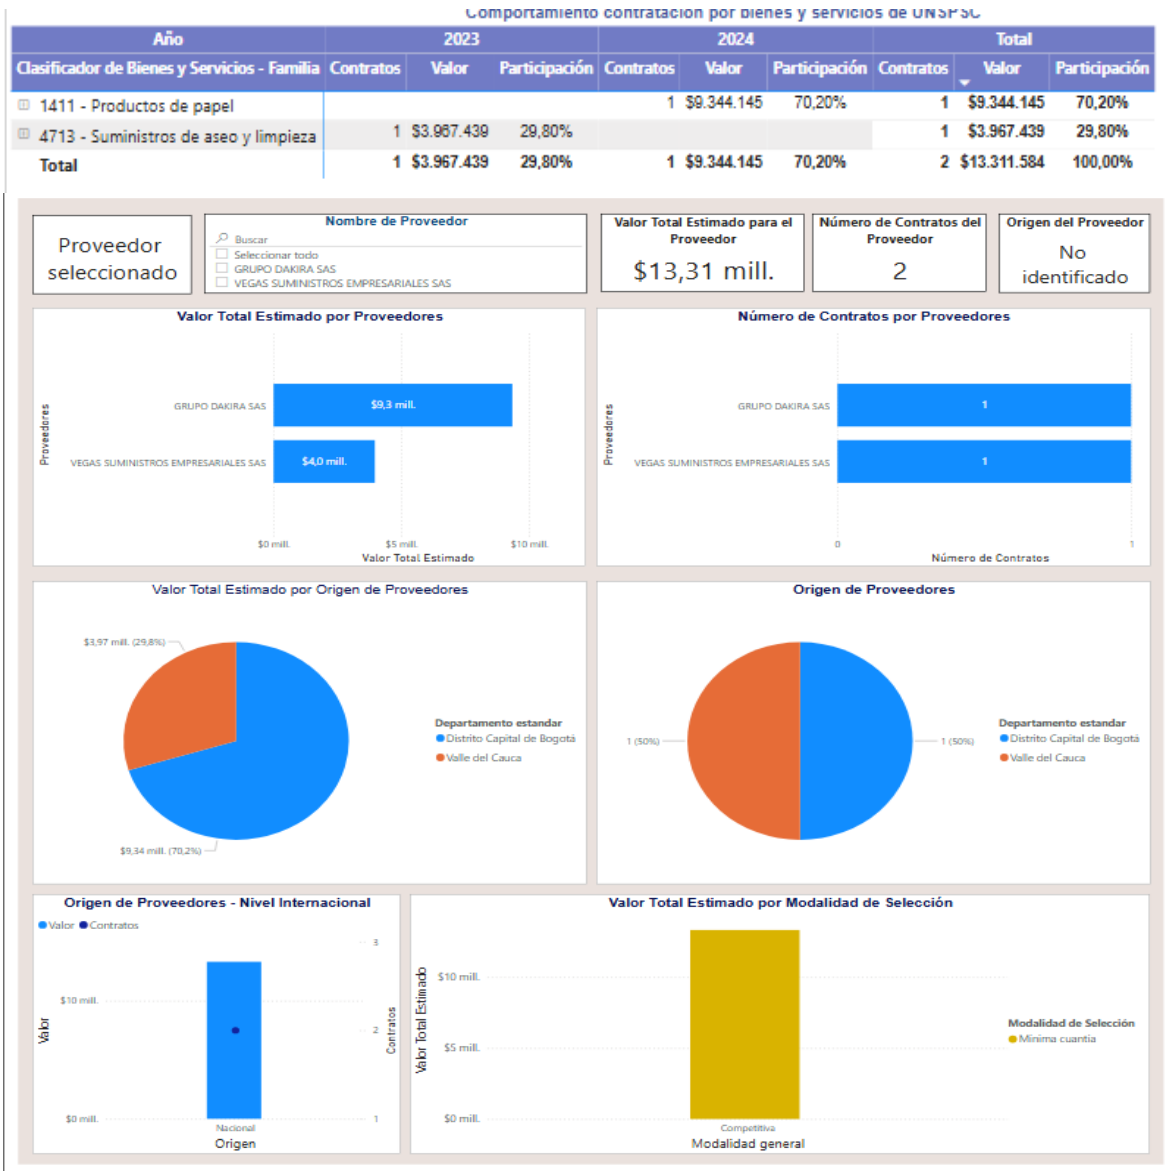 Comportamiento contratación por bienes y servicios de UNSPSC
Año 2023 2024 Total
Clasificador de Bienes y Servicios - Familia Contratos Valor Participación Contratos Valor Participación Contratos Valor Participación
1411 - Productos de papel 1 $9.344.145 70,20% 1 $9.344.145 70,20%
4713 - Suministros de aseo y limpieza 1 $3.967.439 29,80% 1 $3.967.439 29,80%
Total 1 $3.967.439 29,80% 1 $9.344.145 70,20% 2 $13.311.584 100,00%
Proveedor
seleccionado
Nombre de Proveedor
Buscar
Seleccionar todo
GRUPO DAKIRA SAS
VEGAS SUMINISTROS EMPRESARIALES SAS
Valor Total Estimado para el
Proveedor
$13,31 mill.
Número de Contratos del
Proveedor
2
Origen del Proveedor
No
identificado
Valor Total Estimado por Proveedores
Proveedores
GRUPO DAKIRA SAS $9,3 mill.
VEGAS SUMINISTROS EMPRESARIALES SAS $4,0 mill.
$0 mill. $5 mill. $10 mill.
Valor Total Estimado
Número de Contratos por Proveedores
Proveedores
GRUPO DAKIRA SAS 1
VEGAS SUMINISTROS EMPRESARIALES SAS 1
0 1
Número de Contratos
Valor Total Estimado por Origen de Proveedores
$3,97 mill. (29,8%)
$9,34 mill. (70,2%)
Departamento estandar
Distrito Capital de Bogotá
Valle del Cauca
Origen de Proveedores
1 (50%)
1 (50%)
Departamento estandar
Distrito Capital de Bogotá
Valle del Cauca
Origen de Proveedores - Nivel Internacional
Valor Contratos
3
$10 mill.
2
$0 mill. 1
Valor
Contratos
Nacional
Origen
Valor Total Estimado por Modalidad de Selección
Valor Total Estimado
$10 mill.
$5 mill.
$0 mill.
Competitiva
Modalidad general
Modalidad de Selección
Mínima cuantía